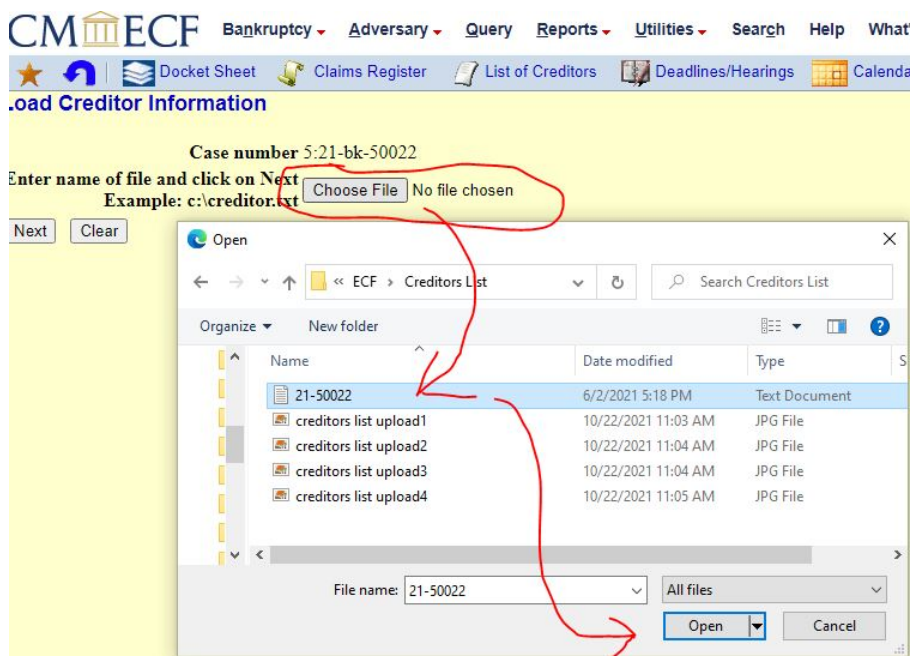 CM ECF Bankruptcy Adversary Query Reports Utilities Search Help What'
Docket Sheet Claims Register List of Creditors Deadlines/Hearings Calenda
Load Creditor Information
Case number 5:21-bk-50022
Enter name of file and click on Next
Example: c:\creditor.txt Choose File No file chosen
Next Clear
Open
« ECF > Creditors List Search Creditors List
Organize New folder
Name Date modified Type S
21-50022 6/2/2021 5:18 PM Text Document
creditors list upload1 10/22/2021 11:03 AM JPG File
creditors list upload2 10/22/2021 11:04 AM JPG File
creditors list upload3 10/22/2021 11:04 AM JPG File
creditors list upload4 10/22/2021 11:05 AM JPG File
File name: 21-50022 All files
Open Cancel